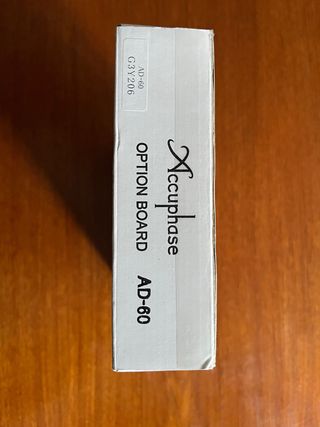 AD-60
G3Y206
Accuphase
OPTION BOARD AD-60